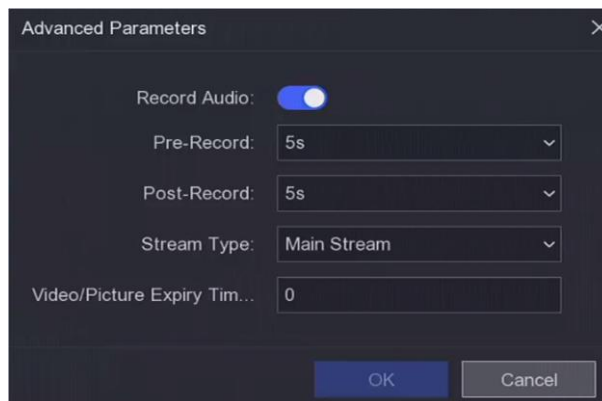 Advanced Parameters
Record Audio:
Pre-Record: 5s
Post-Record: 5s
Stream Type: Main Stream
Video/Picture Expiry Tim... 0
OK Cancel